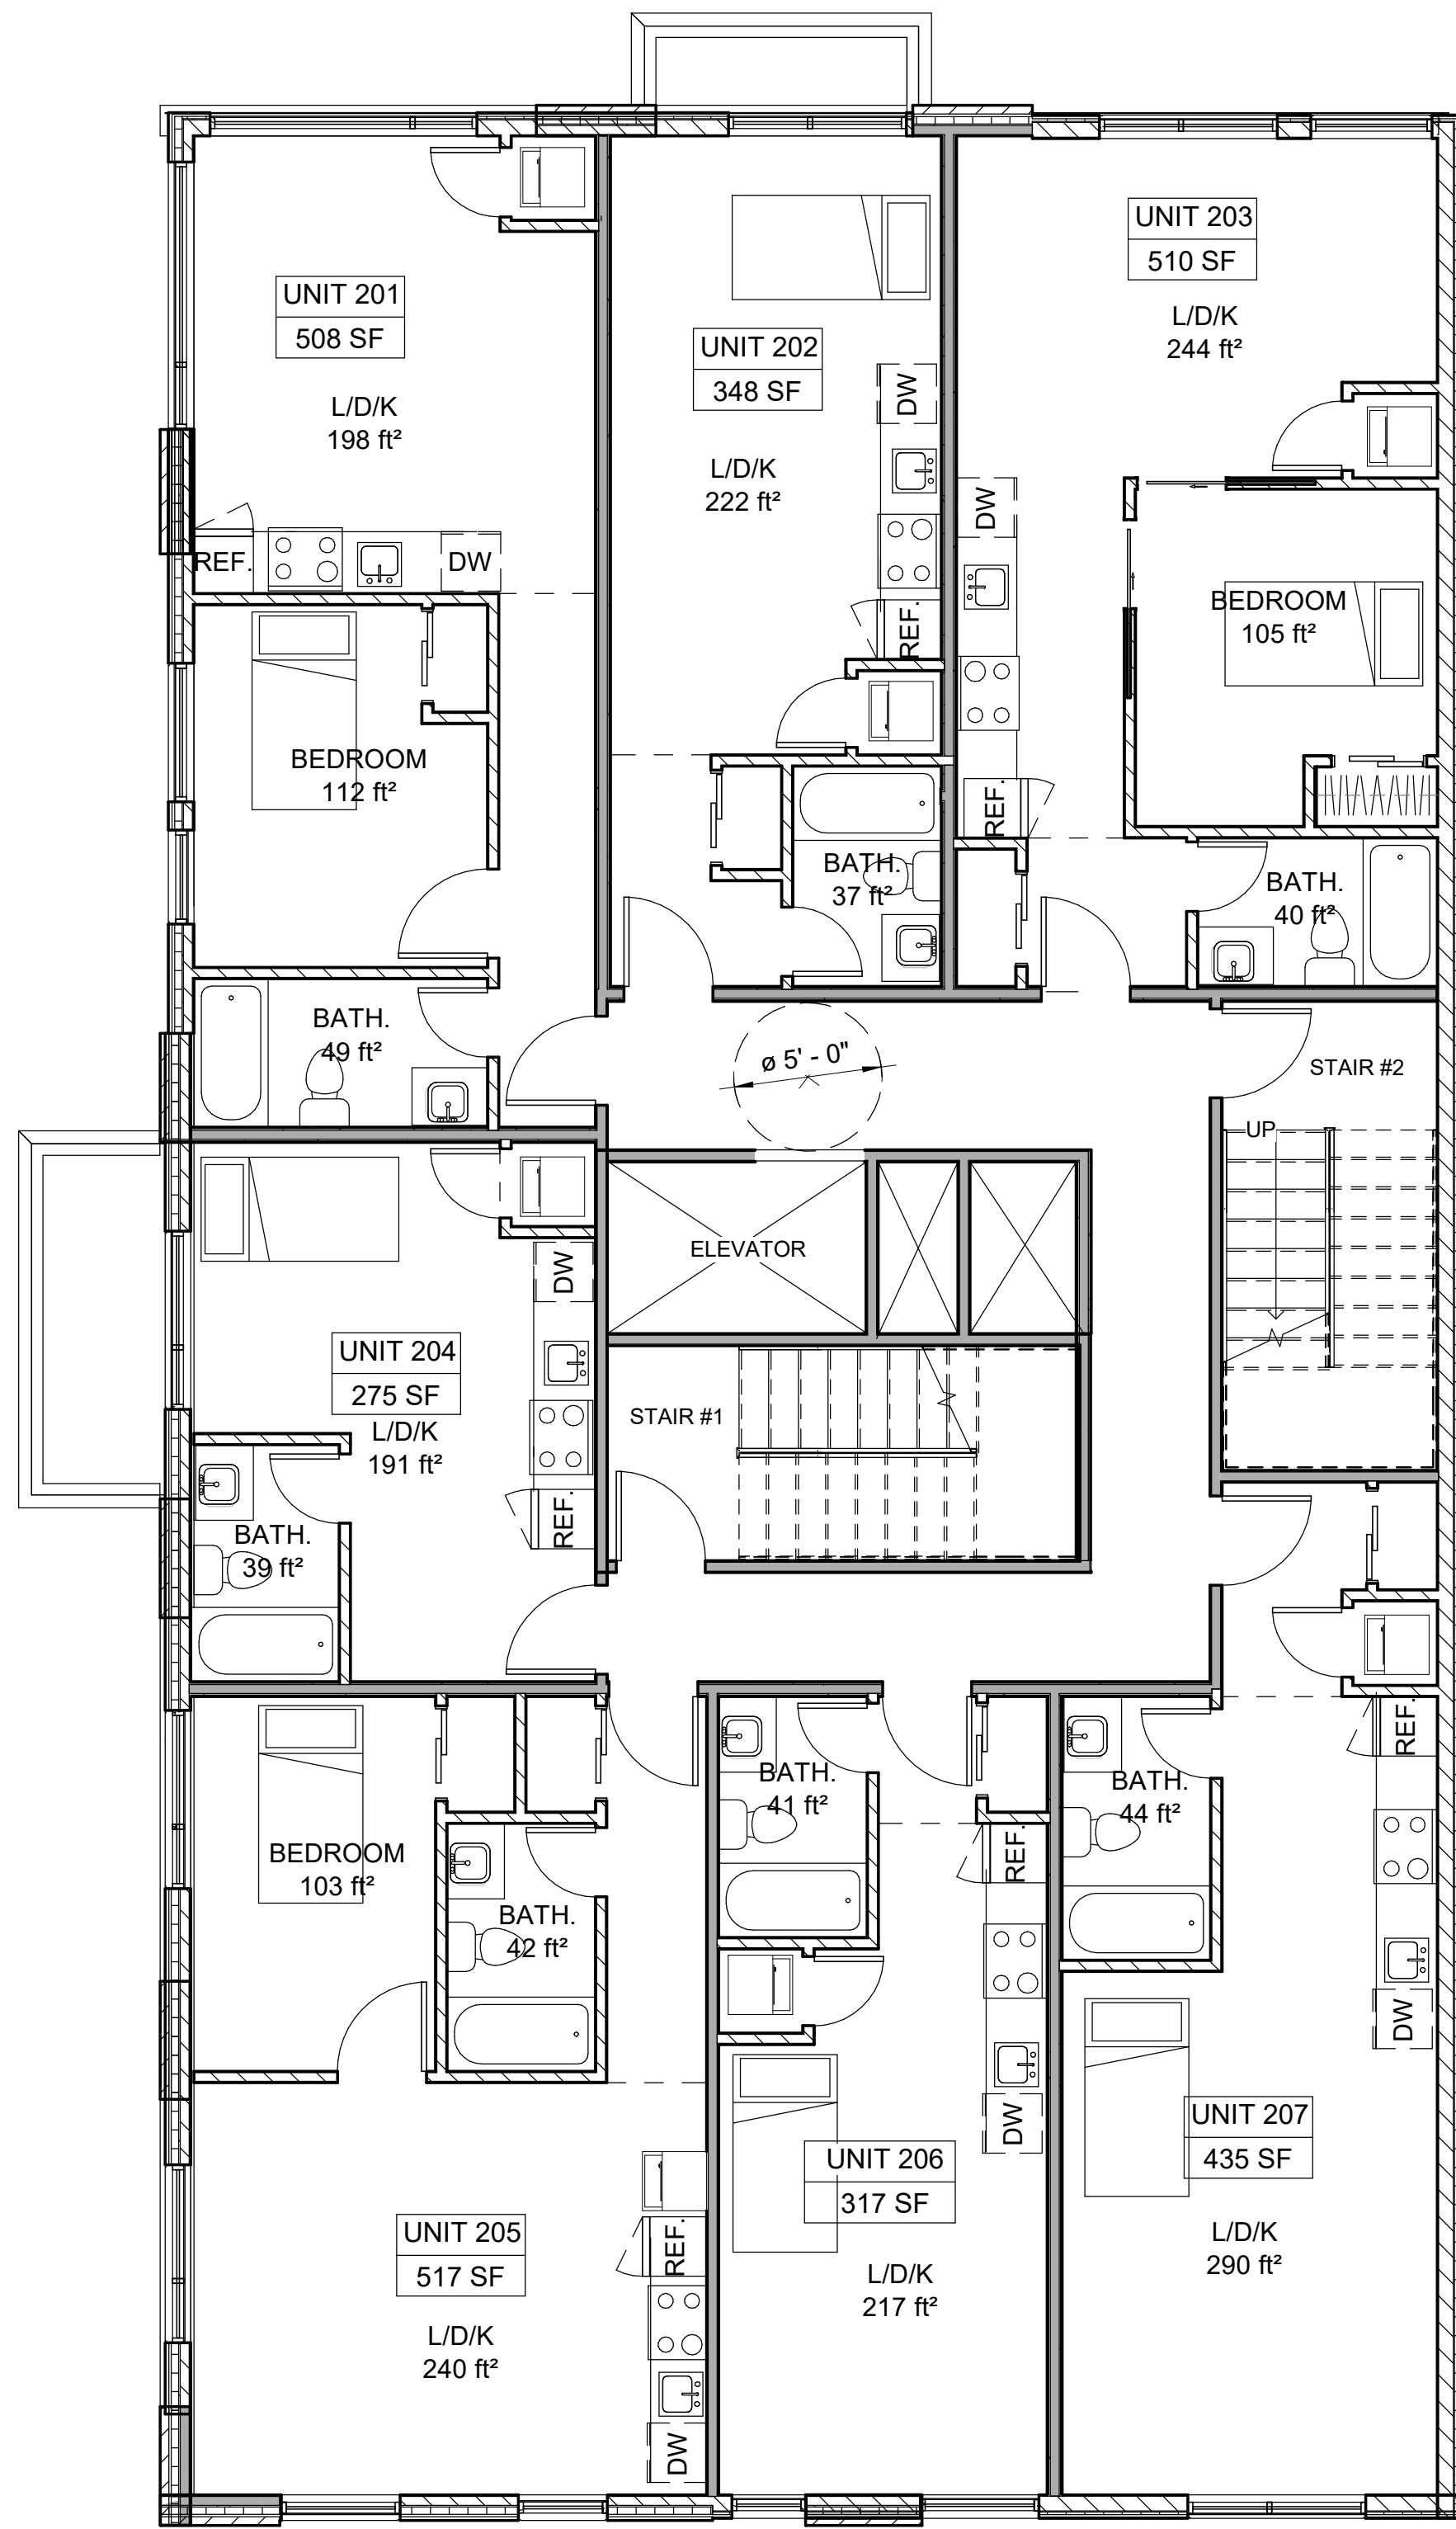 UNIT 201
508 SF
L/D/K
198 ft²
REF.
DW
BEDROOM
112 ft²
BATH.
49 ft²
UNIT 202
348 SF
L/D/K
222 ft²
DW
REF.
BATH.
37 ft²
UNIT 203
510 SF
L/D/K
244 ft²
DW
REF.
BEDROOM
105 ft²
BATH.
40 ft²
ø 5' - 0"
STAIR #2
UP
ELEVATOR
STAIR #1
UNIT 204
275 SF
L/D/K
191 ft²
DW
REF.
BATH.
39 ft²
BEDROOM
103 ft²
BATH.
42 ft²
UNIT 205
517 SF
L/D/K
240 ft²
REF.
DW
BATH.
41 ft²
REF.
DW
UNIT 206
317 SF
L/D/K
217 ft²
BATH.
44 ft²
REF.
DW
UNIT 207
435 SF
L/D/K
290 ft²